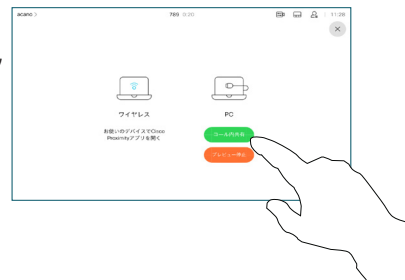 acano 〉 789 0:20 11:28
ワイヤレス
お使いのデバイスでCisco
Proximityアプリを開く
PC
コール内共有
プレビュー停止